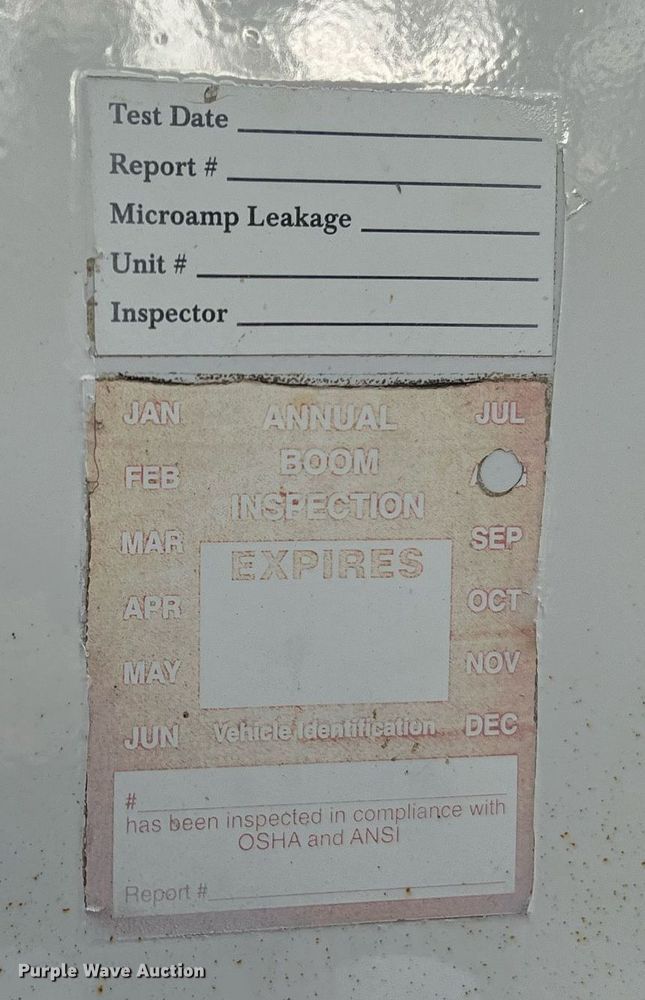 Test Date
Report #
Microamp Leakage
Unit #
Inspector
JAN ANNUAL JUL
BOOM
FEB
INSPECTION
MAR SEP
EXPIRES
APR OCT
MAY NOV
JUN Vehicle Identification DEC
#
has been inspected in compliance with
OSHA and ANSI
Report #
Purple Wave Auction